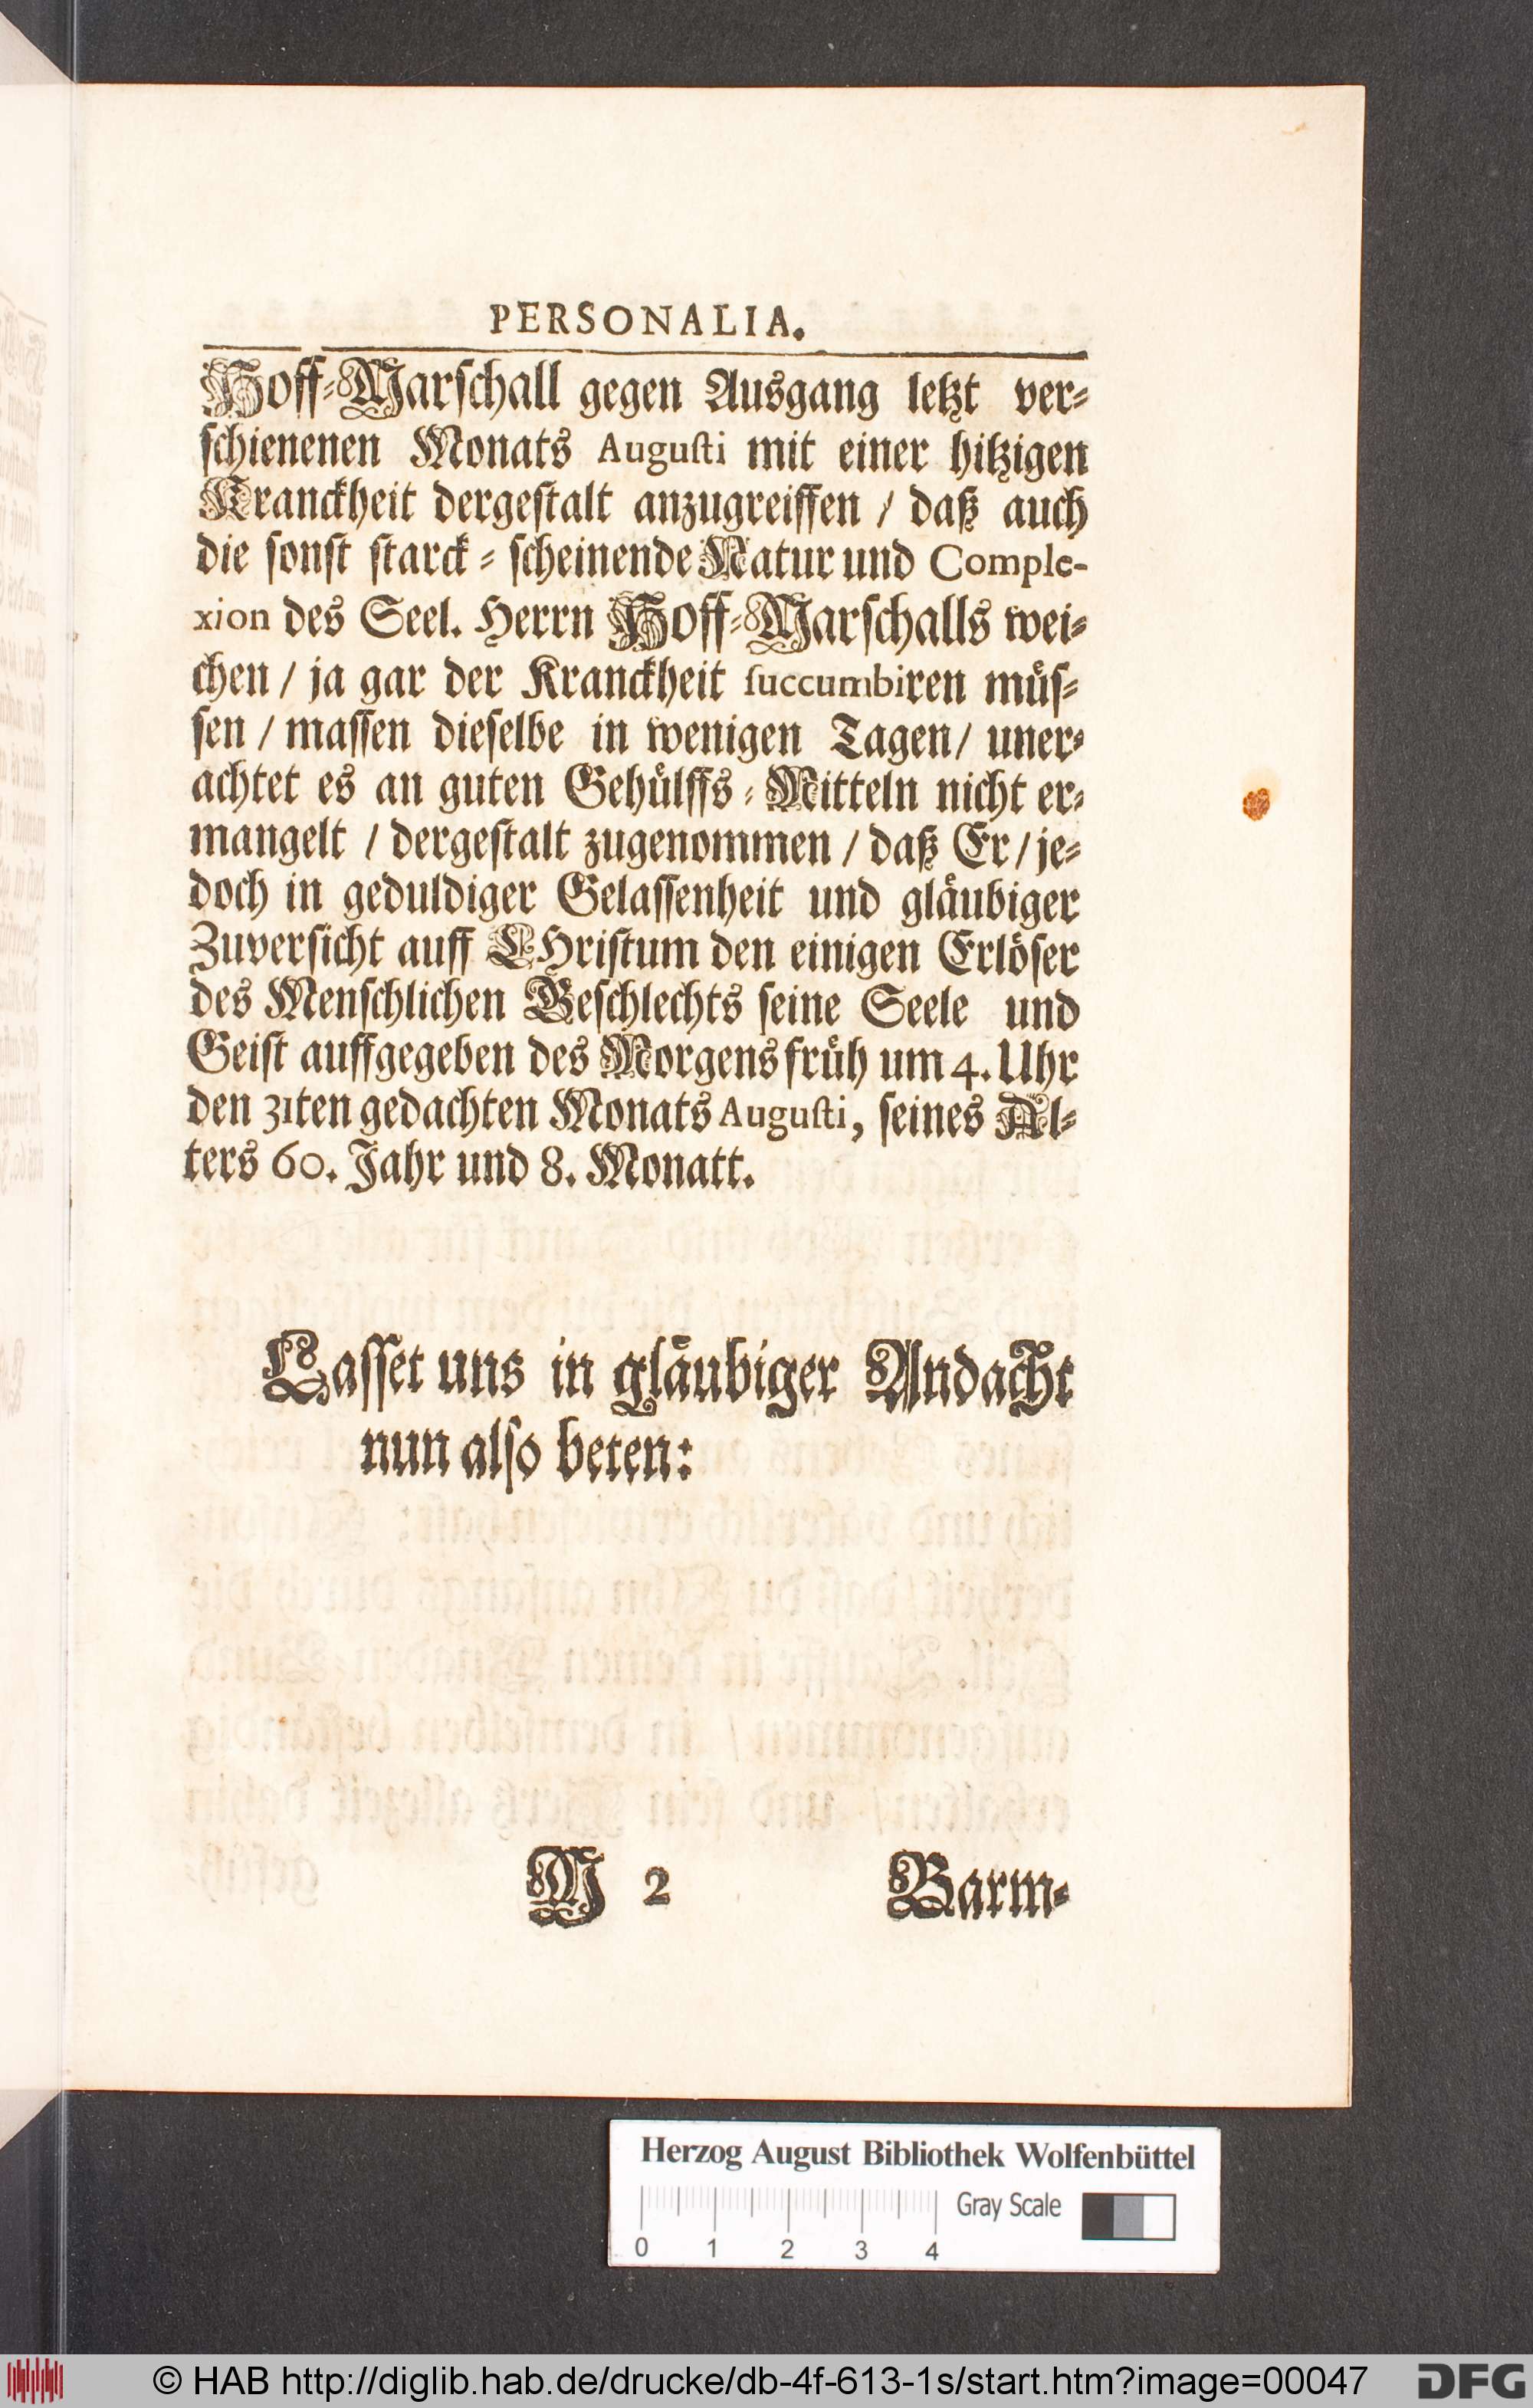 PERSONALIA.
Hoff-Marschall gegen Ausgang letzt ver-
schienenen Monats Augusti mit einer hitzigen
Kranckheit dergestalt anzugreiffen / daß auch
die sonst starck-scheinende Natur und Comple-
xion des Seel. Herrn Hoff-Marschalls wei-
chen / ja gar der Kranckheit succumbiren müs-
sen / massen dieselbe in wenigen Tagen / uner-
achtet es an guten Gehülffs-Mitteln nicht er-
mangelt / dergestalt zugenommen / daß Er / je-
doch in geduldiger Gelassenheit und gläubiger
Zuversicht auff CHristum den einigen Erlöser
des Menschlichen Geschlechts seine Seele und
Geist auffgegeben des Morgens früh um 4. Uhr
den 31ten gedachten Monats Augusti, seines Al-
ters 60. Jahr und 8. Monatt.
Lasset uns in gläubiger Andacht
nun also beten:
M 2 Barm-
Herzog August Bibliothek Wolfenbüttel
0 1 2 3 4 Gray Scale
© HAB http://diglib.hab.de/drucke/db-4f-613-1s/start.htm?image=00047 DFG